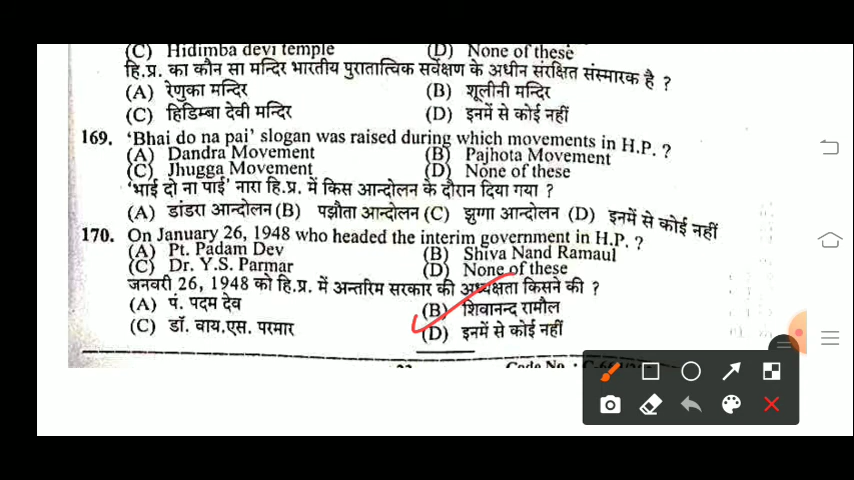 (C) Hidimba devi temple (D) None of these
हि.प्र. का कौन सा मन्दिर भारतीय पुरातात्विक सर्वेक्षण के अधीन संरक्षित संस्मारक है ?
(A) रेणुका मन्दिर (B) शूलीनी मन्दिर
(C) हिडिम्बा देवी मन्दिर (D) इनमें से कोई नहीं
169. 'Bhai do na pai' slogan was raised during which movements in H.P. ?
(A) Dandra Movement (B) Pajhota Movement
(C) Jhugga Movement (D) None of these
'भाई दो ना पाई' नारा हि.प्र. में किस आन्दोलन के दौरान दिया गया ?
(A) डांडरा आन्दोलन (B) पझौता आन्दोलन (C) झुग्गा आन्दोलन (D) इनमें से कोई नहीं
170. On January 26, 1948 who headed the interim government in H.P. ?
(A) Pt. Padam Dev (B) Shiva Nand Ramaul
(C) Dr. Y.S. Parmar (D) None of these
जनवरी 26, 1948 को हि.प्र. में अन्तरिम सरकार की अध्यक्षता किसने की ?
(A) पं. पदम देव (B) शिवानन्द रामौल
(C) डॉ. वाय.एस. परमार (D) इनमें से कोई नहीं
Code No. :